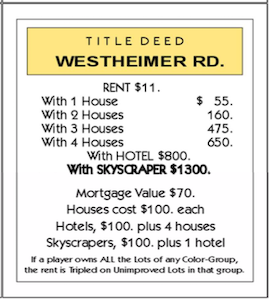 TITLE DEED
WESTHEIMER RD.
RENT $11.
With 1 House $ 55.
With 2 Houses 160.
With 3 Houses 475.
With 4 Houses 650.
With HOTEL $800.
With SKYSCRAPER $1300.
Mortgage Value $70.
Houses cost $100. each
Hotels, $100. plus 4 houses
Skyscrapers, $100. plus 1 hotel
If a player owns ALL the Lots of any Color-Group,
the rent is Tripled on Unimproved Lots in that group.